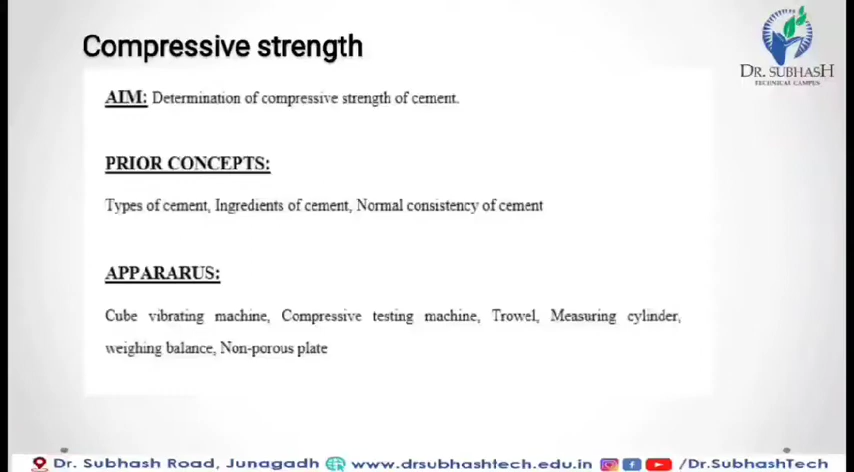 Compressive strength
DR. SUBHASH
TECHNICAL CAMPUS
AIM: Determination of compressive strength of cement.
PRIOR CONCEPTS:
Types of cement, Ingredients of cement, Normal consistency of cement
APPARARUS:
Cube vibrating machine, Compressive testing machine, Trowel, Measuring cylinder,
weighing balance, Non-porous plate
Dr. Subhash Road, Junagadh www.drsubhashtech.edu.in /Dr.SubhashTech